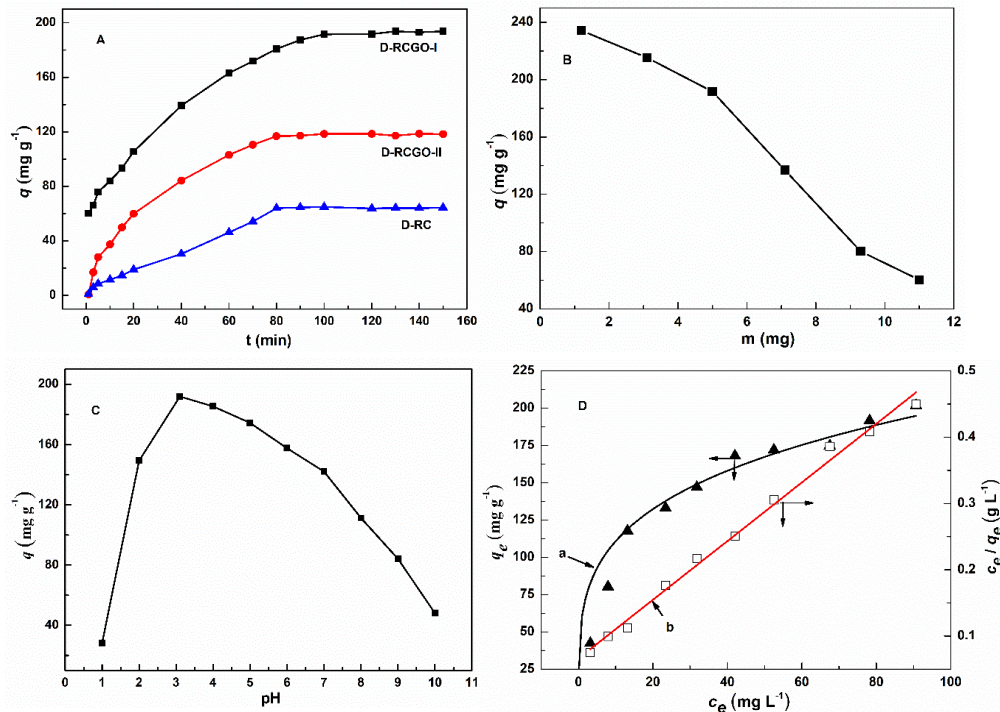 A
D-RCGO-I
D-RCGO-II
D-RC
q (mg g⁻¹)
200
160
120
80
40
0
0 20 40 60 80 100 120 140 160
t (min)
B
q (mg g⁻¹)
240
200
160
120
80
40
0 2 4 6 8 10 12
m (mg)
C
q (mg g⁻¹)
200
160
120
80
40
0
0 1 2 3 4 5 6 7 8 9 10 11
pH
D
a
b
qₑ (mg g⁻¹)
225
200
175
150
125
100
75
50
25
0 20 40 60 80 100
cₑ (mg L⁻¹)
0.5
0.4
0.3
0.2
0.1
cₑ / qₑ (g L⁻¹)